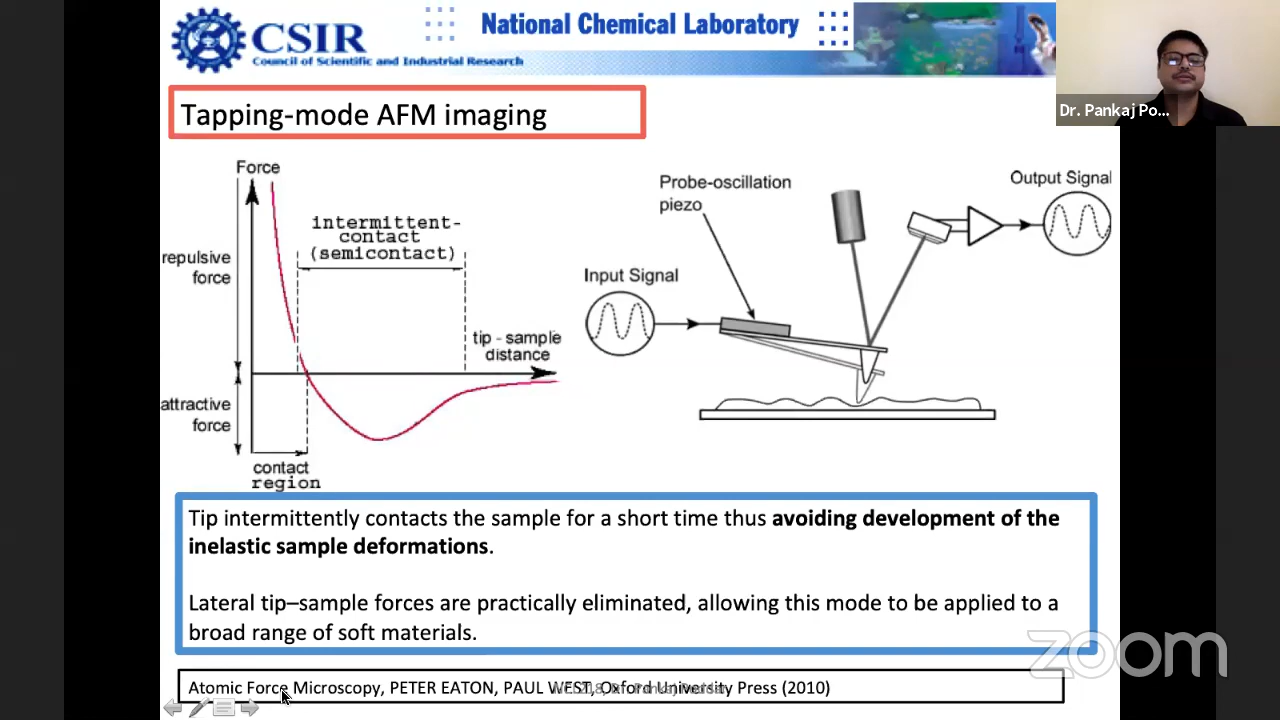 CSIR
Council of Scientific and Industrial Research
National Chemical Laboratory
Dr. Pankaj Po...
Tapping-mode AFM imaging
Force
repulsive
force
attractive
force
intermittent-
contact
(semicontact)
tip - sample
distance
contact
region
Probe-oscillation
piezo
Input Signal
Output Signal
Tip intermittently contacts the sample for a short time thus avoiding development of the
inelastic sample deformations.
Lateral tip–sample forces are practically eliminated, allowing this mode to be applied to a
broad range of soft materials.
zoom
Atomic Force Microscopy, PETER EATON, PAUL WEST, Oxford University Press (2010)